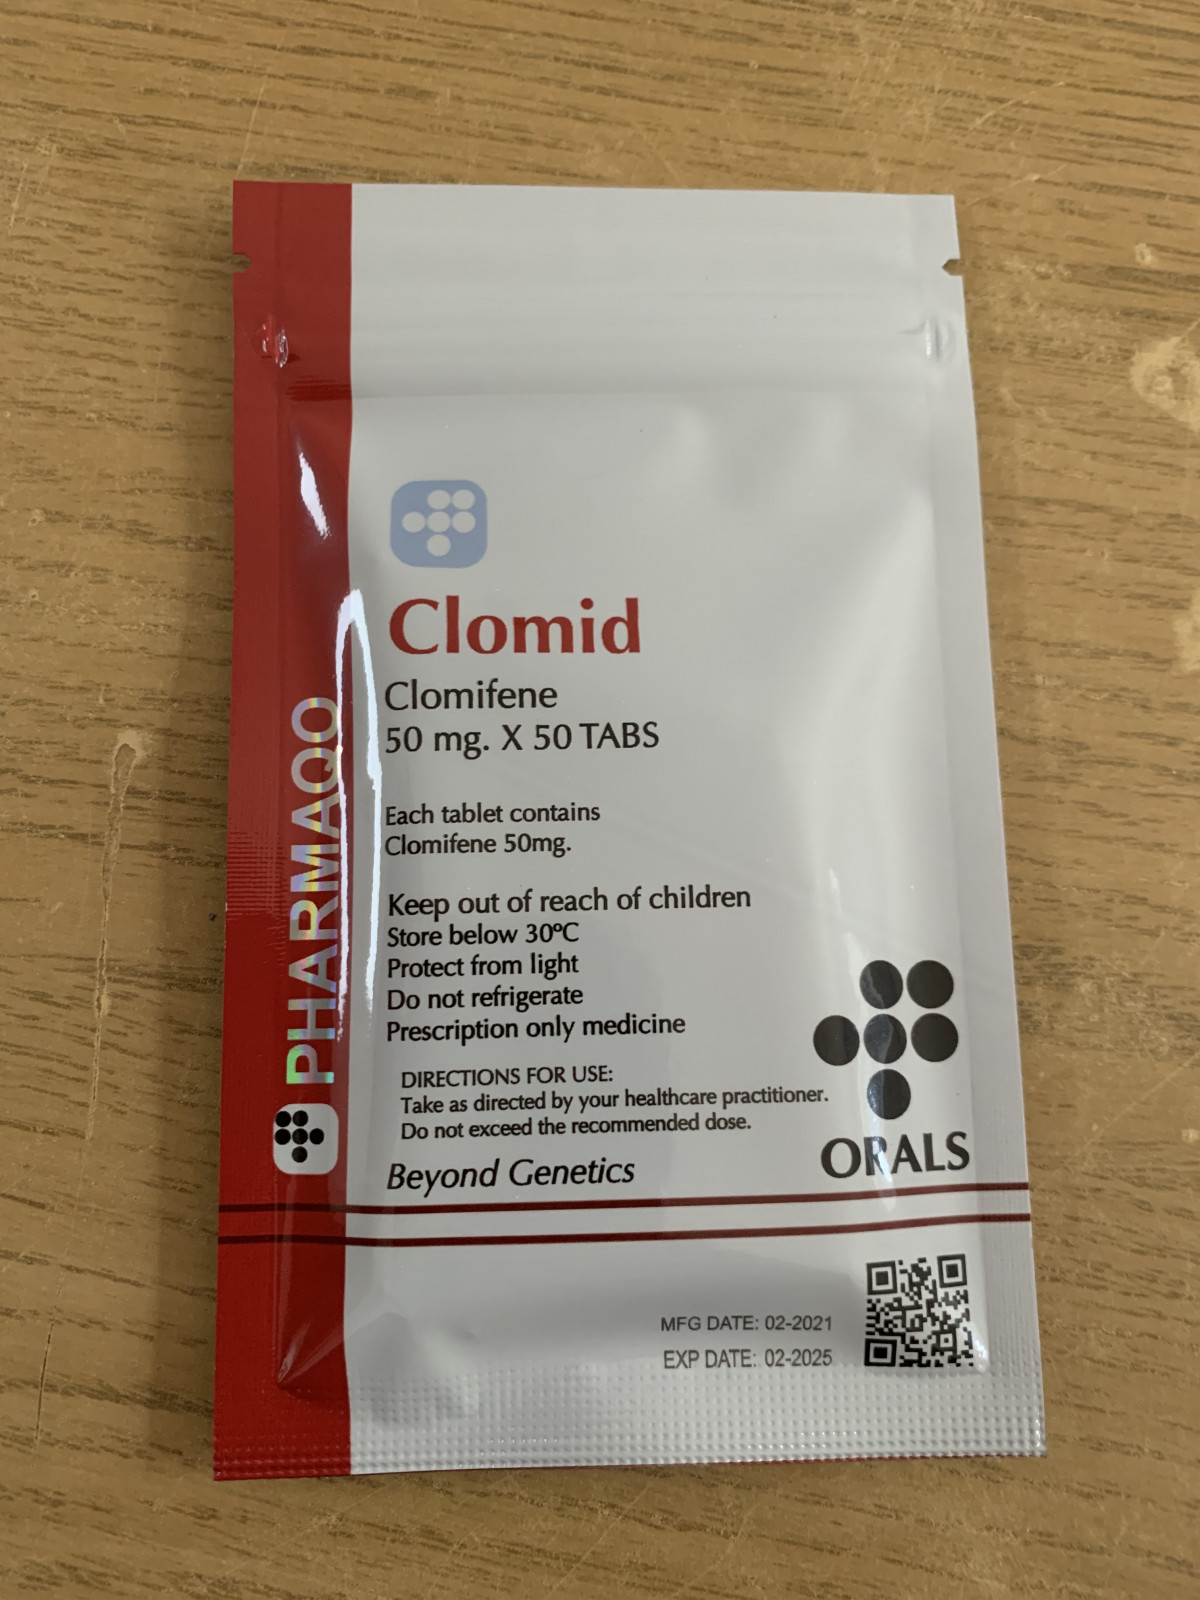 Clomid
Clomifene
50 mg. X 50 TABS
Each tablet contains
Clomifene 50mg.
Keep out of reach of children
Store below 30ºC
Protect from light
Do not refrigerate
Prescription only medicine
DIRECTIONS FOR USE:
Take as directed by your healthcare practitioner.
Do not exceed the recommended dose.
Beyond Genetics
ORALS
PHARMAQO
MFG DATE: 02-2021
EXP DATE: 02-2025